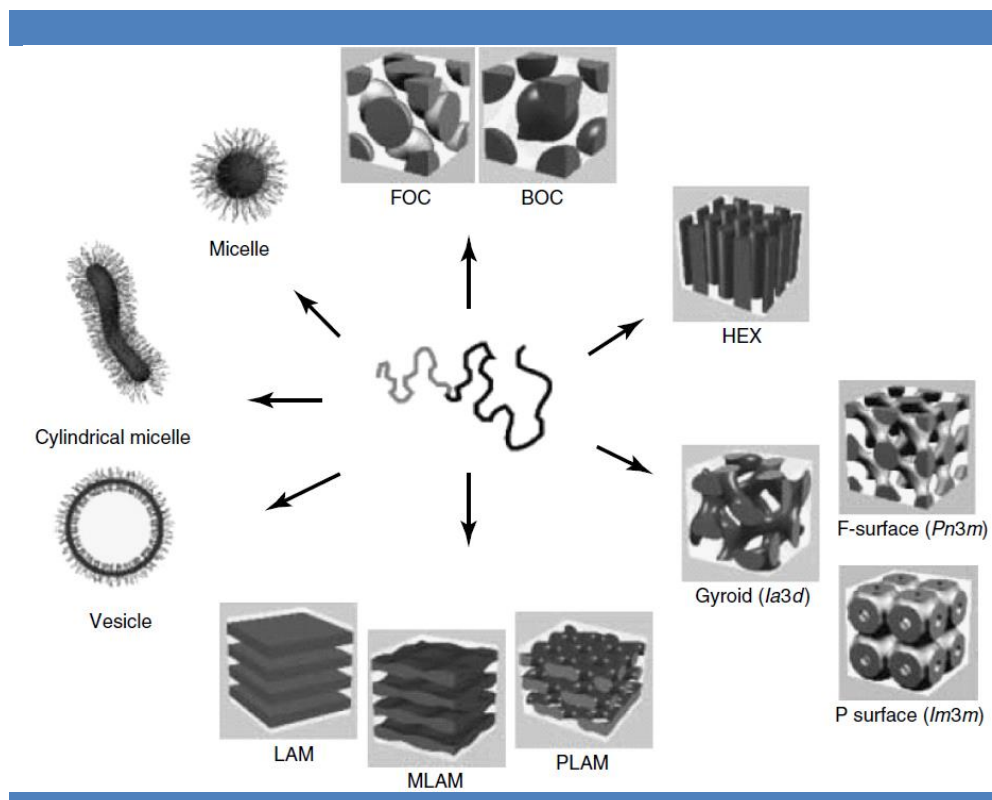 FOC
BOC
Micelle
HEX
Cylindrical micelle
F-surface (Pn3m)
Gyroid (Ia3d)
Vesicle
P surface (Im3m)
LAM
MLAM
PLAM